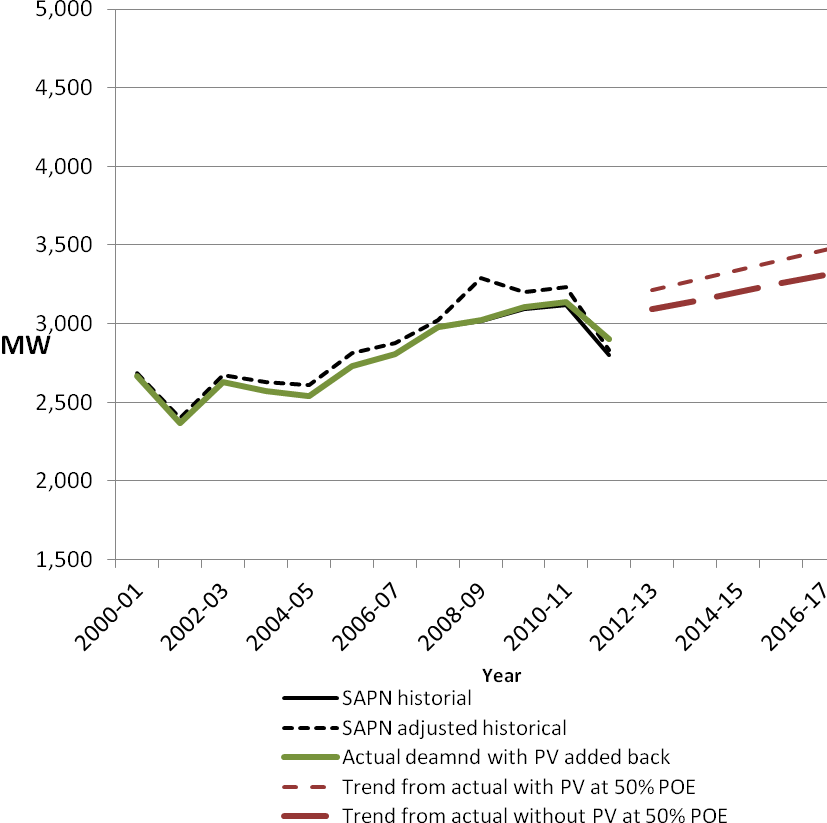 5,000
4,500
4,000
3,500
3,000
MW
2,500
2,000
1,500
2000-01
2002-03
2004-05
2006-07
2008-09
2010-11
2012-13
2014-15
2016-17
Year
SAPN historial
SAPN adjusted historical
Actual deamnd with PV added back
Trend from actual with PV at 50% POE
Trend from actual without PV at 50% POE